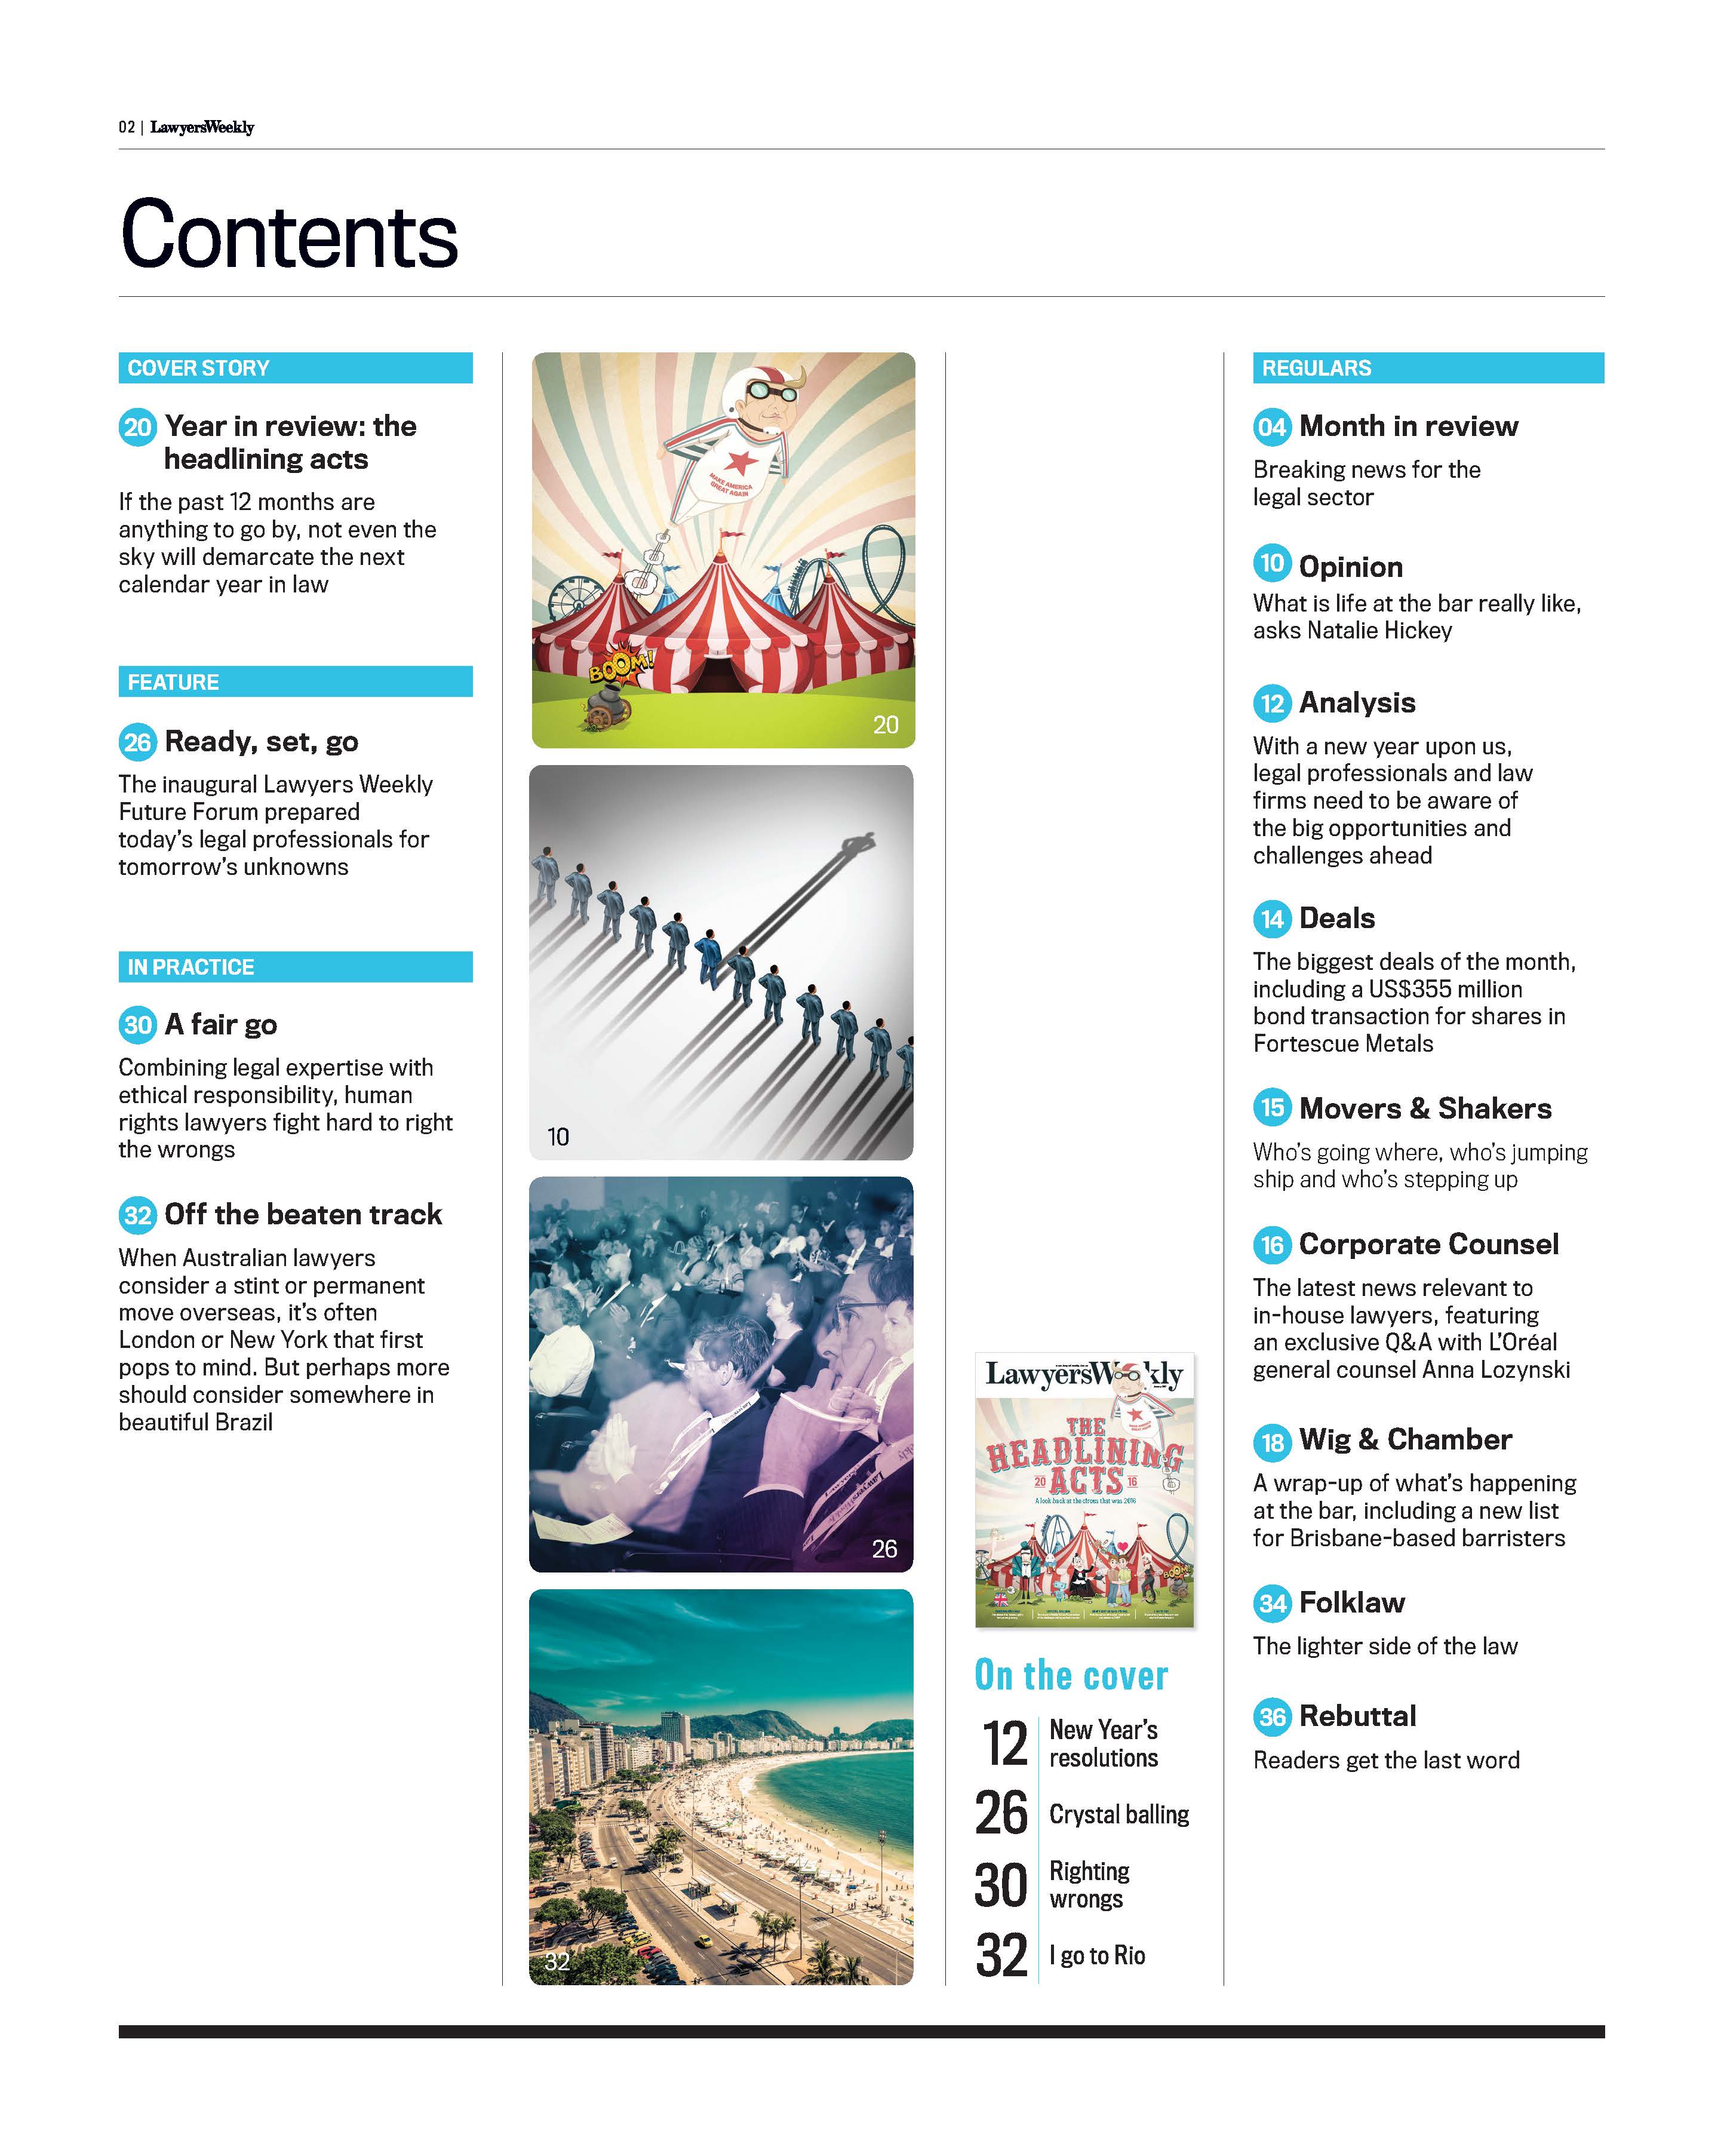 02 | LawyersWeekly
Contents
COVER STORY
20 Year in review: the
headlining acts
If the past 12 months are
anything to go by, not even the
sky will demarcate the next
calendar year in law
FEATURE
26 Ready, set, go
The inaugural Lawyers Weekly
Future Forum prepared
today's legal professionals for
tomorrow's unknowns
IN PRACTICE
30 A fair go
Combining legal expertise with
ethical responsibility, human
rights lawyers fight hard to right
the wrongs
32 Off the beaten track
When Australian lawyers
consider a stint or permanent
move overseas, it's often
London or New York that first
pops to mind. But perhaps more
should consider somewhere in
beautiful Brazil
MAKE AMERICA
GREAT AGAIN
BOOM!
20
10
26
32
LawyersW kly
THE
HEADLINING
20 ACTS 16
A look back at the circus that was 2016
BOOM!
On the cover
12 New Year's
resolutions
26 Crystal balling
30 Righting
wrongs
32 I go to Rio
REGULARS
04 Month in review
Breaking news for the
legal sector
10 Opinion
What is life at the bar really like,
asks Natalie Hickey
12 Analysis
With a new year upon us,
legal professionals and law
firms need to be aware of
the big opportunities and
challenges ahead
14 Deals
The biggest deals of the month,
including a US$355 million
bond transaction for shares in
Fortescue Metals
15 Movers & Shakers
Who's going where, who's jumping
ship and who's stepping up
16 Corporate Counsel
The latest news relevant to
in-house lawyers, featuring
an exclusive Q&A with L'Oréal
general counsel Anna Lozynski
18 Wig & Chamber
A wrap-up of what's happening
at the bar, including a new list
for Brisbane-based barristers
34 Folklaw
The lighter side of the law
36 Rebuttal
Readers get the last word